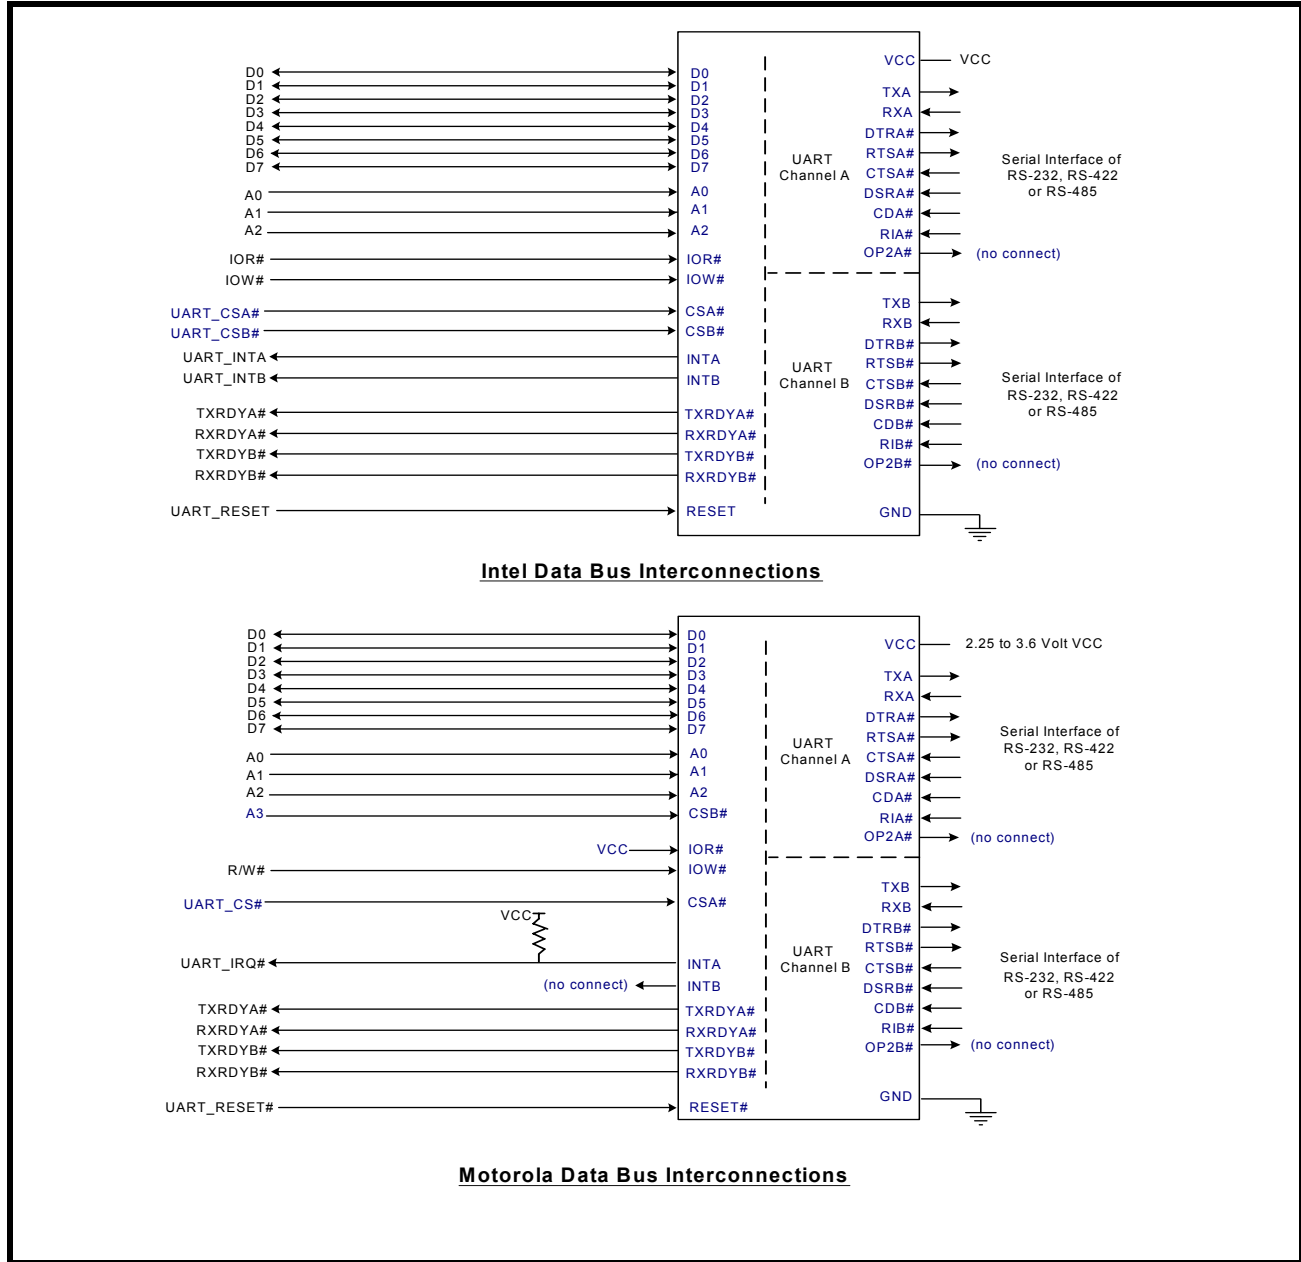 D0
D1
D2
D3
D4
D5
D6
D7
A0
A1
A2
IOR#
IOW#
UART_CSA#
UART_CSB#
UART_INTA
UART_INTB
TXRDYA#
RXRDYA#
TXRDYB#
RXRDYB#
UART_RESET
D0
D1
D2
D3
D4
D5
D6
D7
A0
A1
A2
IOR#
IOW#
CSA#
CSB#
INTA
INTB
TXRDYA#
RXRDYA#
TXRDYB#
RXRDYB#
RESET
UART
Channel A
UART
Channel B
VCC
TXA
RXA
DTRA#
RTSA#
CTSA#
DSRA#
CDA#
RIA#
OP2A#
TXB
RXB
DTRB#
RTSB#
CTSB#
DSRB#
CDB#
RIB#
OP2B#
GND
VCC
Serial Interface of
RS-232, RS-422
or RS-485
(no connect)
Serial Interface of
RS-232, RS-422
or RS-485
(no connect)
Intel Data Bus Interconnections
D0
D1
D2
D3
D4
D5
D6
D7
A0
A1
A2
A3
R/W#
UART_CS#
UART_IRQ#
TXRDYA#
RXRDYA#
TXRDYB#
RXRDYB#
UART_RESET#
VCC
VCC
(no connect)
D0
D1
D2
D3
D4
D5
D6
D7
A0
A1
A2
CSB#
IOR#
IOW#
CSA#
INTA
INTB
TXRDYA#
RXRDYA#
TXRDYB#
RXRDYB#
RESET#
UART
Channel A
UART
Channel B
VCC
TXA
RXA
DTRA#
RTSA#
CTSA#
DSRA#
CDA#
RIA#
OP2A#
TXB
RXB
DTRB#
RTSB#
CTSB#
DSRB#
CDB#
RIB#
OP2B#
GND
2.25 to 3.6 Volt VCC
Serial Interface of
RS-232, RS-422
or RS-485
(no connect)
Serial Interface of
RS-232, RS-422
or RS-485
(no connect)
Motorola Data Bus Interconnections